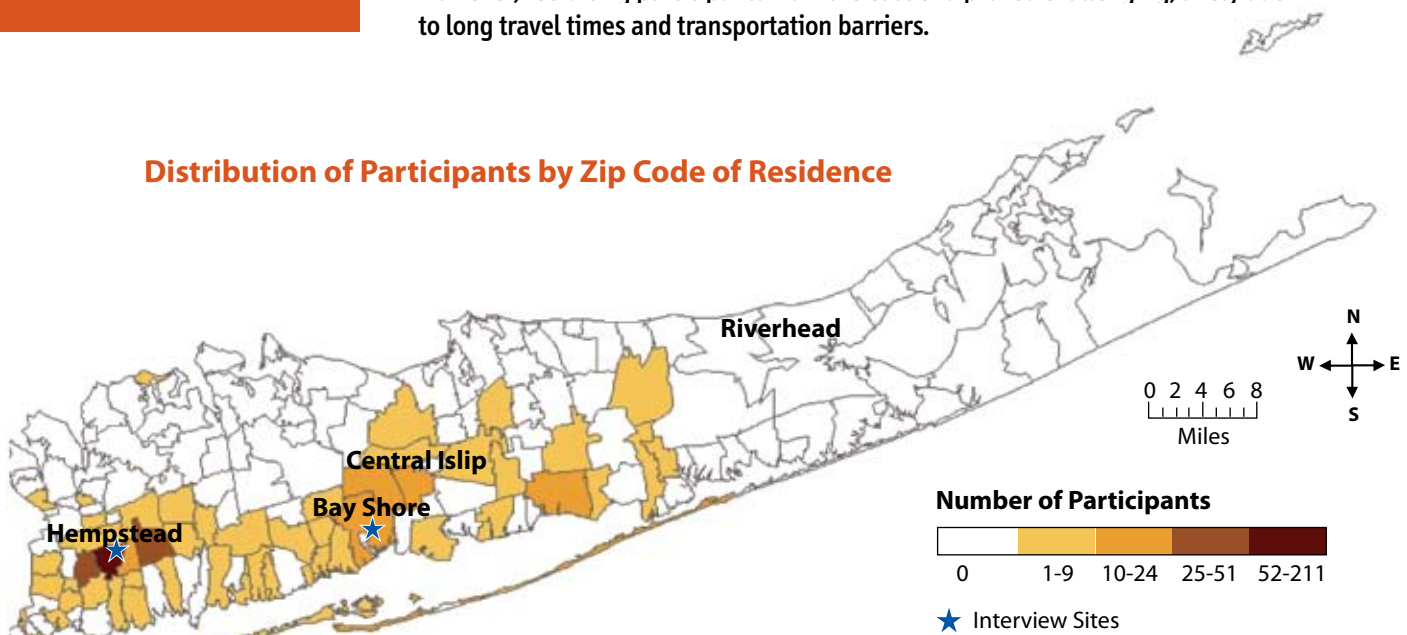 to long travel times and transportation barriers.
Distribution of Participants by Zip Code of Residence
Riverhead
Central Islip
Bay Shore
Hempstead
N
W E
S
0 2 4 6 8
Miles
Number of Participants
0 1-9 10-24 25-51 52-211
Interview Sites